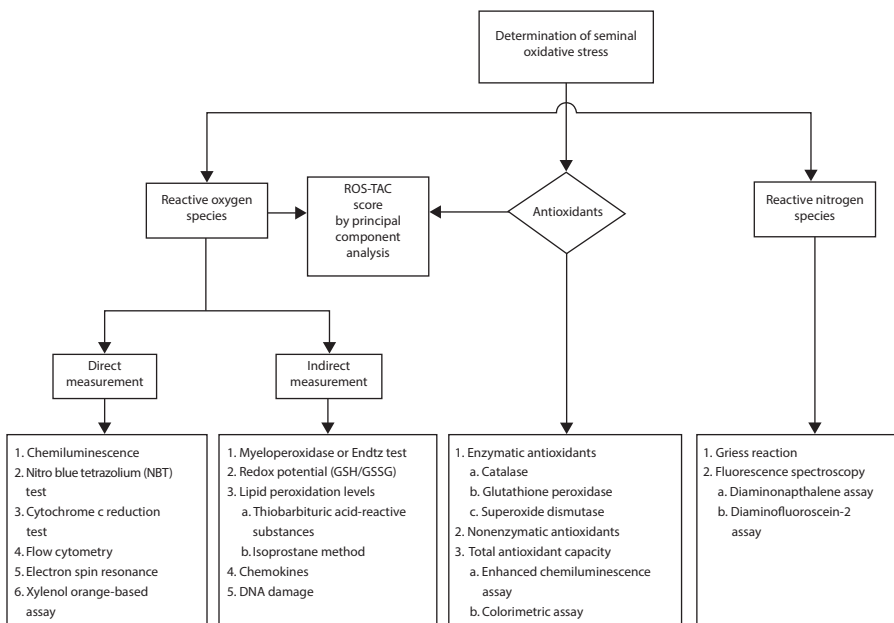 Determination of seminal
oxidative stress
Reactive oxygen
species
ROS-TAC
score
by principal
component
analysis
Antioxidants
Reactive nitrogen
species
Direct
measurement
Indirect
measurement
1. Chemiluminescence
2. Nitro blue tetrazolium (NBT)
test
3. Cytochrome c reduction
test
4. Flow cytometry
5. Electron spin resonance
6. Xylenol orange-based
assay
1. Myeloperoxidase or Endtz test
2. Redox potential (GSH/GSSG)
3. Lipid peroxidation levels
a. Thiobarbituric acid-reactive
substances
b. Isoprostane method
4. Chemokines
5. DNA damage
1. Enzymatic antioxidants
a. Catalase
b. Glutathione peroxidase
c. Superoxide dismutase
2. Nonenzymatic antioxidants
3. Total antioxidant capacity
a. Enhanced chemiluminescence
assay
b. Colorimetric assay
1. Griess reaction
2. Fluorescence spectroscopy
a. Diaminonapthalene assay
b. Diaminofluroscein-2
assay